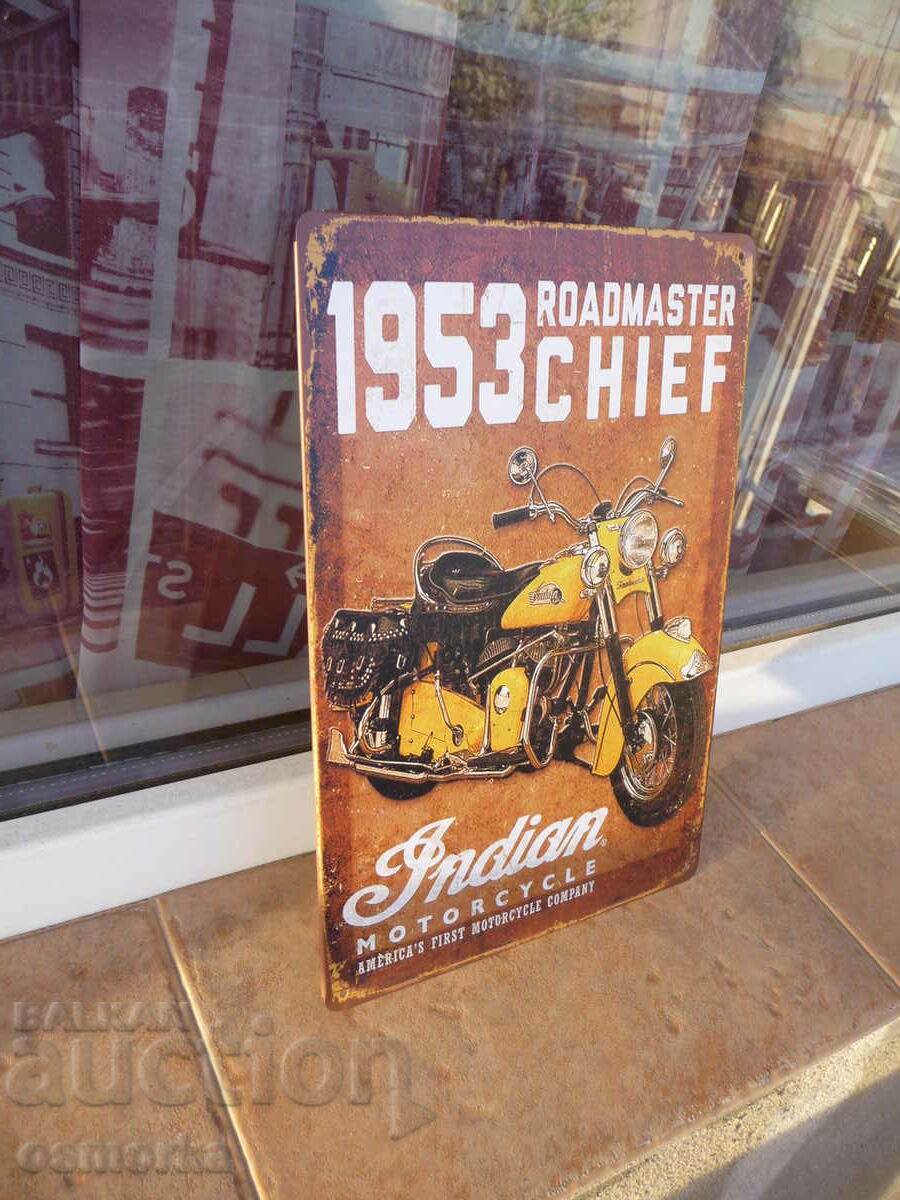 1953 ROADMASTER
CHIEF
Indian
MOTORCYCLE
AMERICA'S FIRST MOTORCYCLE COMPANY
BALKAN
auction
osmorka